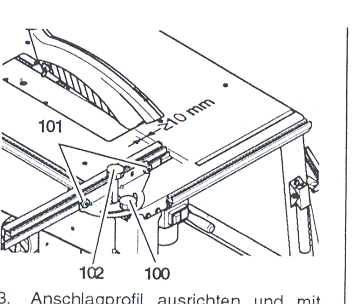 ≥10 mm
101
102 100
3. Anschlagprofil ausrichten und mit